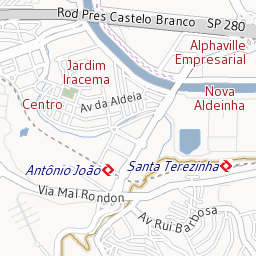 Rod Pres Castelo Branco
SP 280
Alphaville
Empresarial
Jardim
Iracema
Nova
Aldeinha
Centro
Av da Aldeia
Antônio João
Santa Terezinha
Via Mal Rondon
Av Rui Barbosa